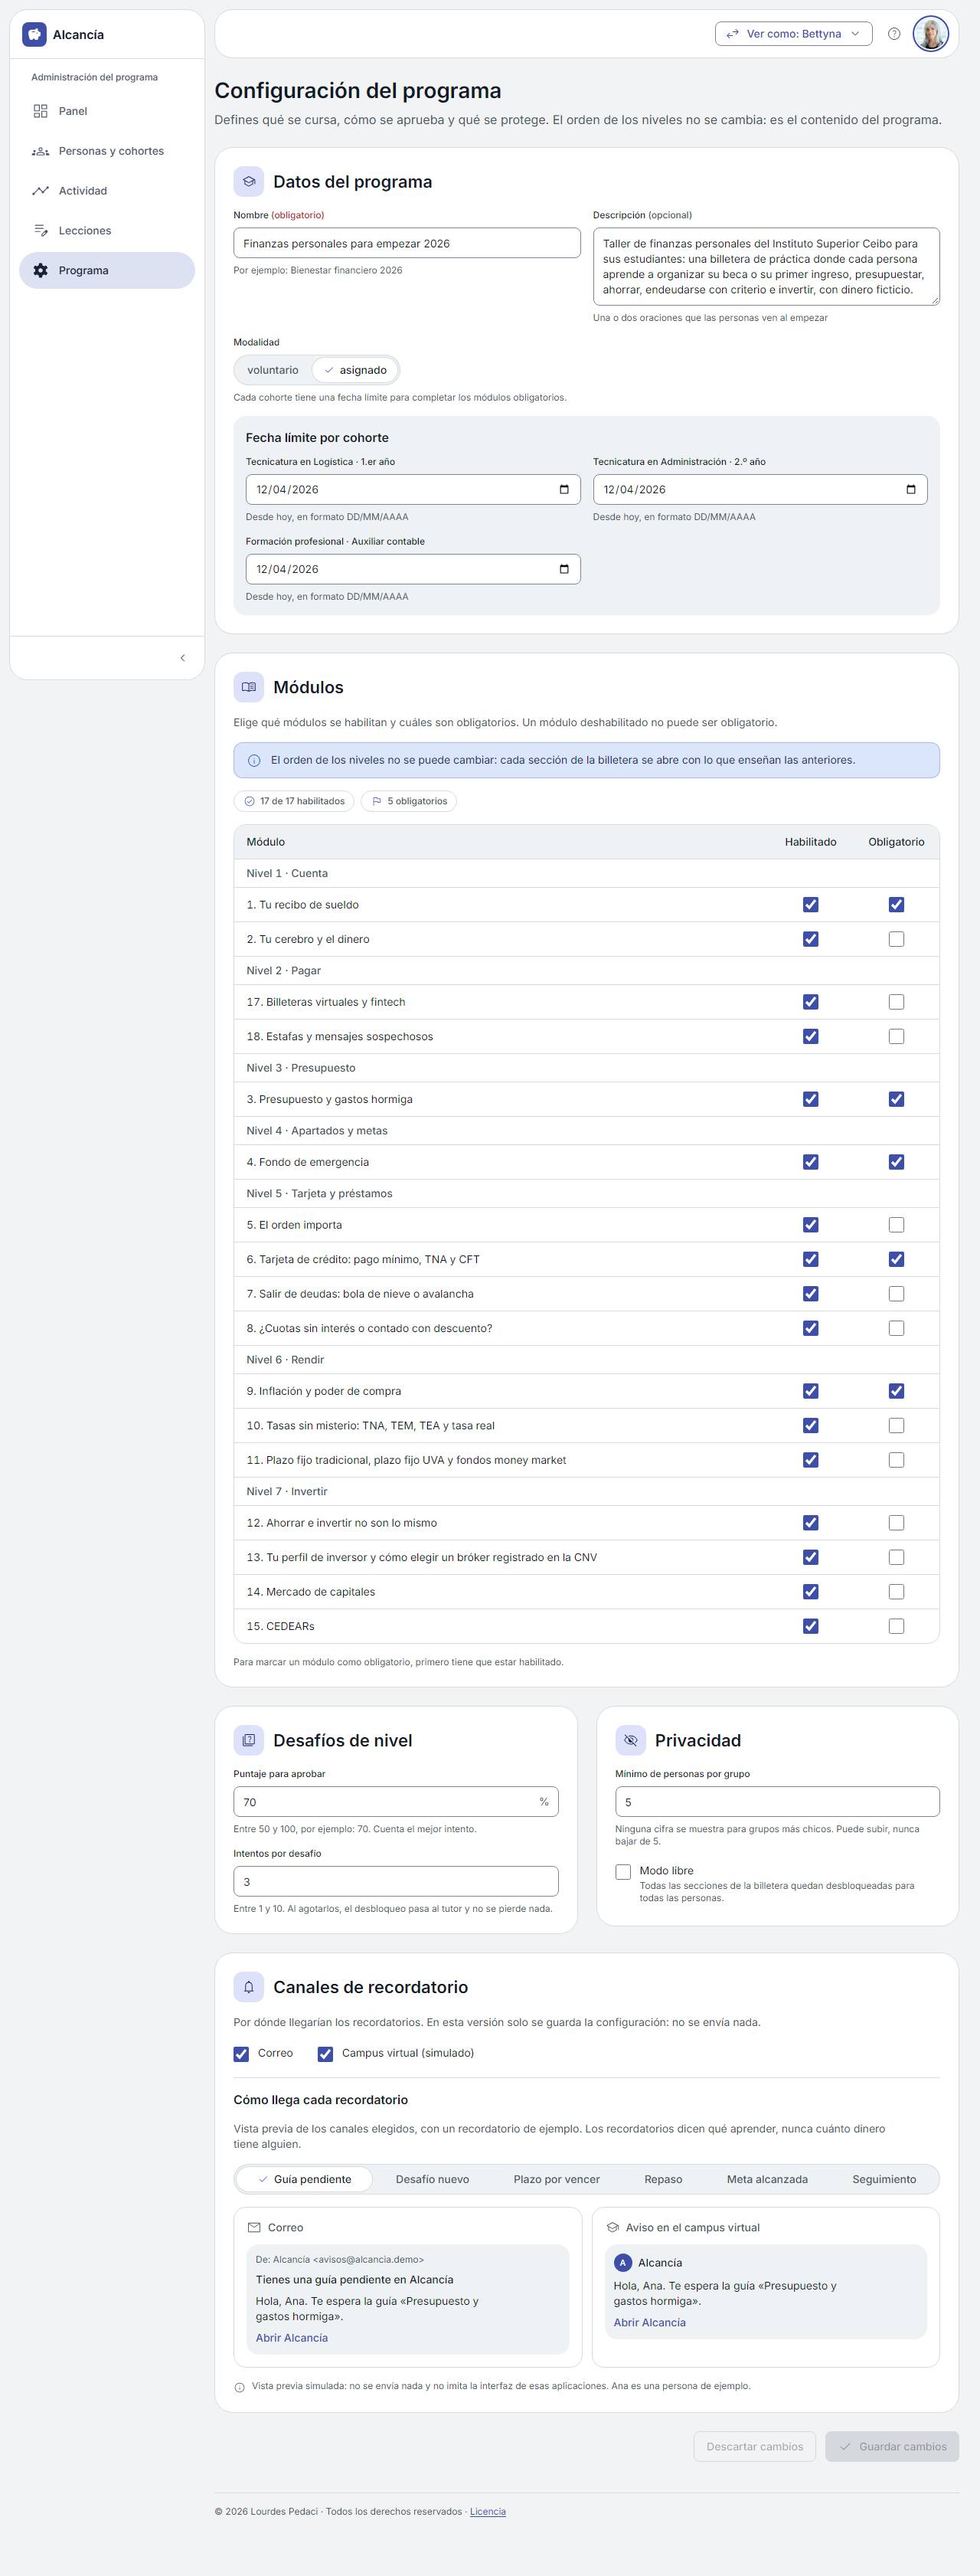 Alcancía
Administración del programa
Panel
Personas y cohortes
Actividad
Lecciones
Programa
Ver como: Bettyna
Configuración del programa
Defines qué se cursa, cómo se aprueba y qué se protege. El orden de los niveles no se cambia: es el contenido del programa.
Datos del programa
Nombre (obligatorio)
Finanzas personales para empezar 2026
Por ejemplo: Bienestar financiero 2026
Descripción (opcional)
Taller de finanzas personales del Instituto Superior Ceibo para
sus estudiantes: una billetera de práctica donde cada persona
aprende a organizar su beca o su primer ingreso, presupuestar,
ahorrar, endeudarse con criterio e invertir, con dinero ficticio.
Una o dos oraciones que las personas ven al empezar
Modalidad
voluntario
asignado
Cada cohorte tiene una fecha límite para completar los módulos obligatorios.
Fecha límite por cohorte
Tecnicatura en Logística · 1.er año
12/04/2026
Desde hoy, en formato DD/MM/AAAA
Tecnicatura en Administración · 2.º año
12/04/2026
Desde hoy, en formato DD/MM/AAAA
Formación profesional · Auxiliar contable
12/04/2026
Desde hoy, en formato DD/MM/AAAA
Módulos
Elige qué módulos se habilitan y cuáles son obligatorios. Un módulo deshabilitado no puede ser obligatorio.
El orden de los niveles no se puede cambiar: cada sección de la billetera se abre con lo que enseñan las anteriores.
17 de 17 habilitados
5 obligatorios
Módulo Habilitado Obligatorio
Nivel 1 · Cuenta
1. Tu recibo de sueldo
2. Tu cerebro y el dinero
Nivel 2 · Pagar
17. Billeteras virtuales y fintech
18. Estafas y mensajes sospechosos
Nivel 3 · Presupuesto
3. Presupuesto y gastos hormiga
Nivel 4 · Apartados y metas
4. Fondo de emergencia
Nivel 5 · Tarjeta y préstamos
5. El orden importa
6. Tarjeta de crédito: pago mínimo, TNA y CFT
7. Salir de deudas: bola de nieve o avalancha
8. ¿Cuotas sin interés o contado con descuento?
Nivel 6 · Rendir
9. Inflación y poder de compra
10. Tasas sin misterio: TNA, TEM, TEA y tasa real
11. Plazo fijo tradicional, plazo fijo UVA y fondos money market
Nivel 7 · Invertir
12. Ahorrar e invertir no son lo mismo
13. Tu perfil de inversor y cómo elegir un bróker registrado en la CNV
14. Mercado de capitales
15. CEDEARs
Para marcar un módulo como obligatorio, primero tiene que estar habilitado.
Desafíos de nivel
Puntaje para aprobar
70 %
Entre 50 y 100, por ejemplo: 70. Cuenta el mejor intento.
Intentos por desafío
3
Entre 1 y 10. Al agotarlos, el desbloqueo pasa al tutor y no se pierde nada.
Privacidad
Mínimo de personas por grupo
5
Ninguna cifra se muestra para grupos más chicos. Puede subir, nunca
bajar de 5.
Modo libre
Todas las secciones de la billetera quedan desbloqueadas para
todas las personas.
Canales de recordatorio
Por dónde llegarían los recordatorios. En esta versión solo se guarda la configuración: no se envía nada.
Correo
Campus virtual (simulado)
Cómo llega cada recordatorio
Vista previa de los canales elegidos, con un recordatorio de ejemplo. Los recordatorios dicen qué aprender, nunca cuánto dinero
tiene alguien.
Guía pendiente
Desafío nuevo
Plazo por vencer
Repaso
Meta alcanzada
Seguimiento
Correo
De: Alcancía <avisos@alcancia.demo>
Tienes una guía pendiente en Alcancía
Hola, Ana. Te espera la guía «Presupuesto y
gastos hormiga».
Abrir Alcancía
Aviso en el campus virtual
A Alcancía
Hola, Ana. Te espera la guía «Presupuesto y
gastos hormiga».
Abrir Alcancía
Vista previa simulada: no se envía nada y no imita la interfaz de esas aplicaciones. Ana es una persona de ejemplo.
Descartar cambios
Guardar cambios
© 2026 Lourdes Pedaci · Todos los derechos reservados · Licencia